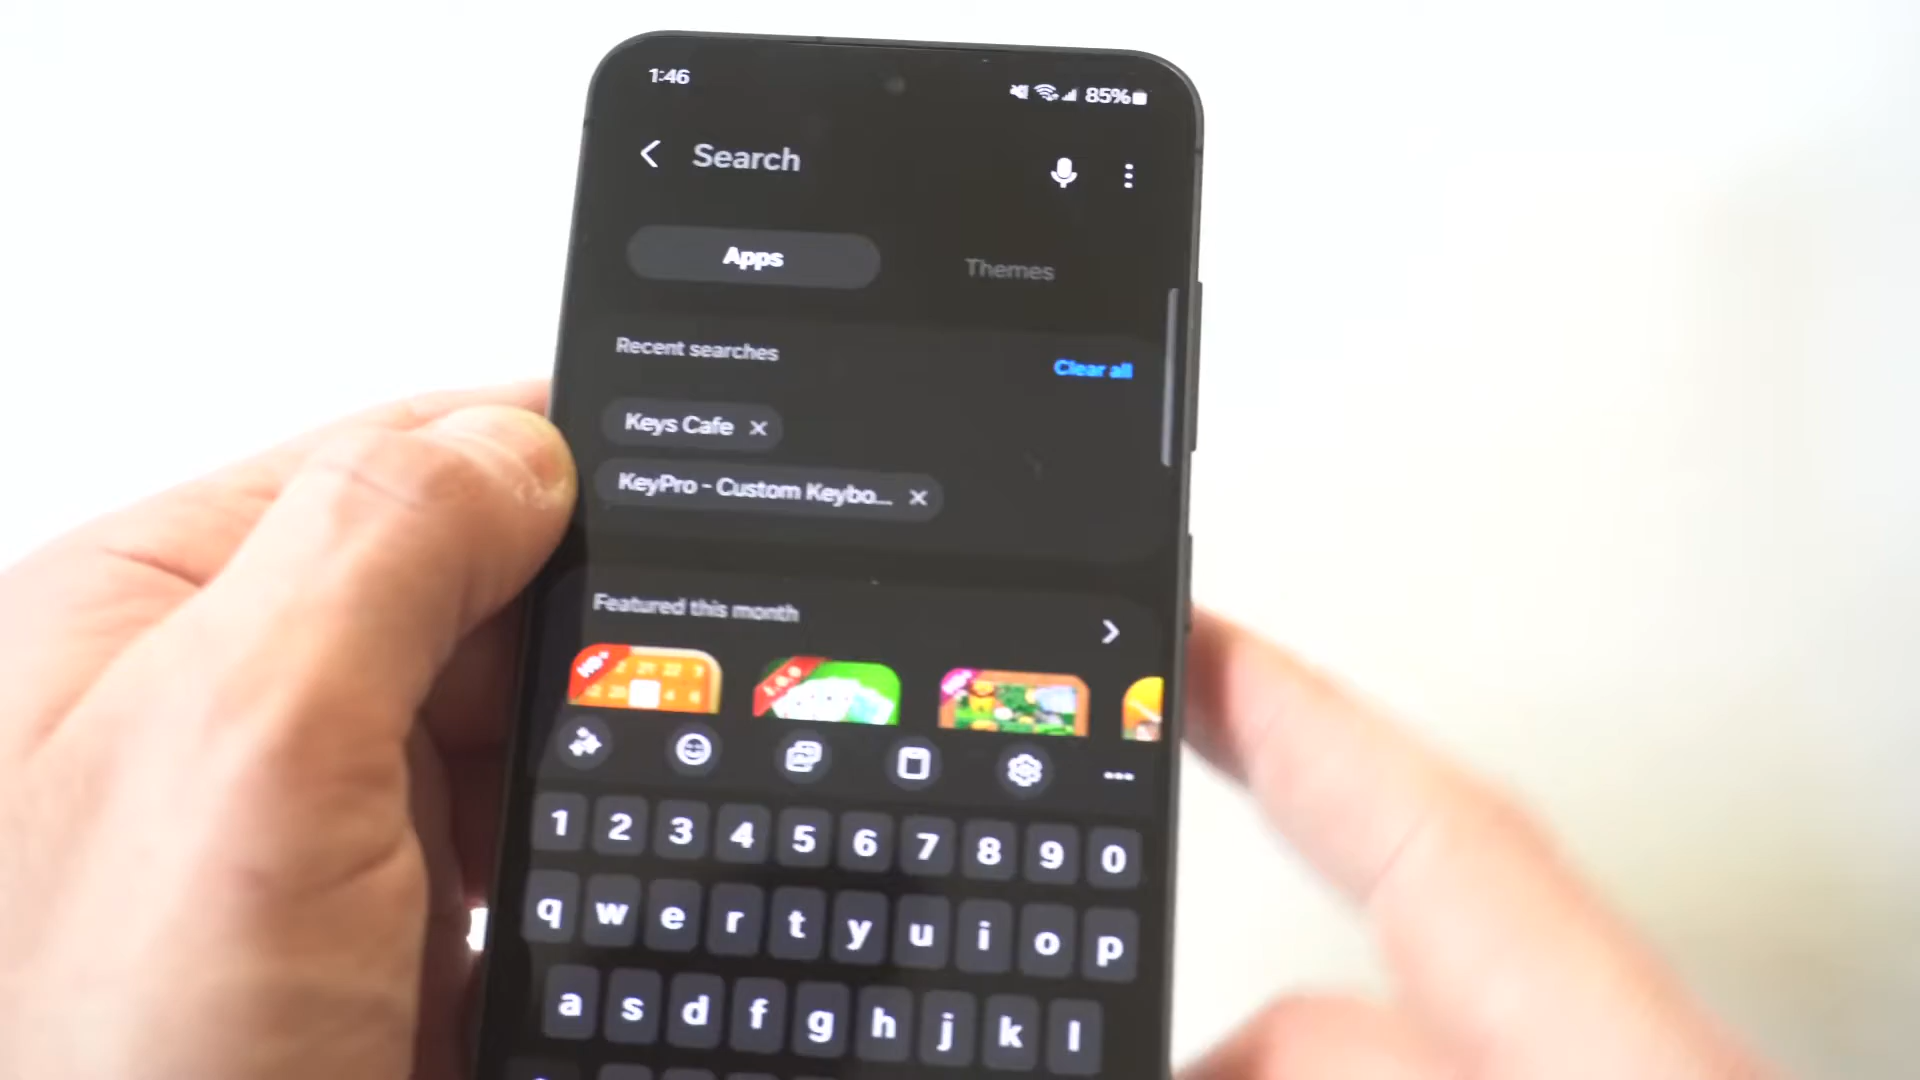 1:46
85%
Search
Apps
Themes
Recent searches
Clear all
Keys Cafe
KeyPro - Custom Keybo...
Featured this month
1 2 3 4 5 6 7 8 9 0
q w e r t y u i o p
a s d f g h j k l